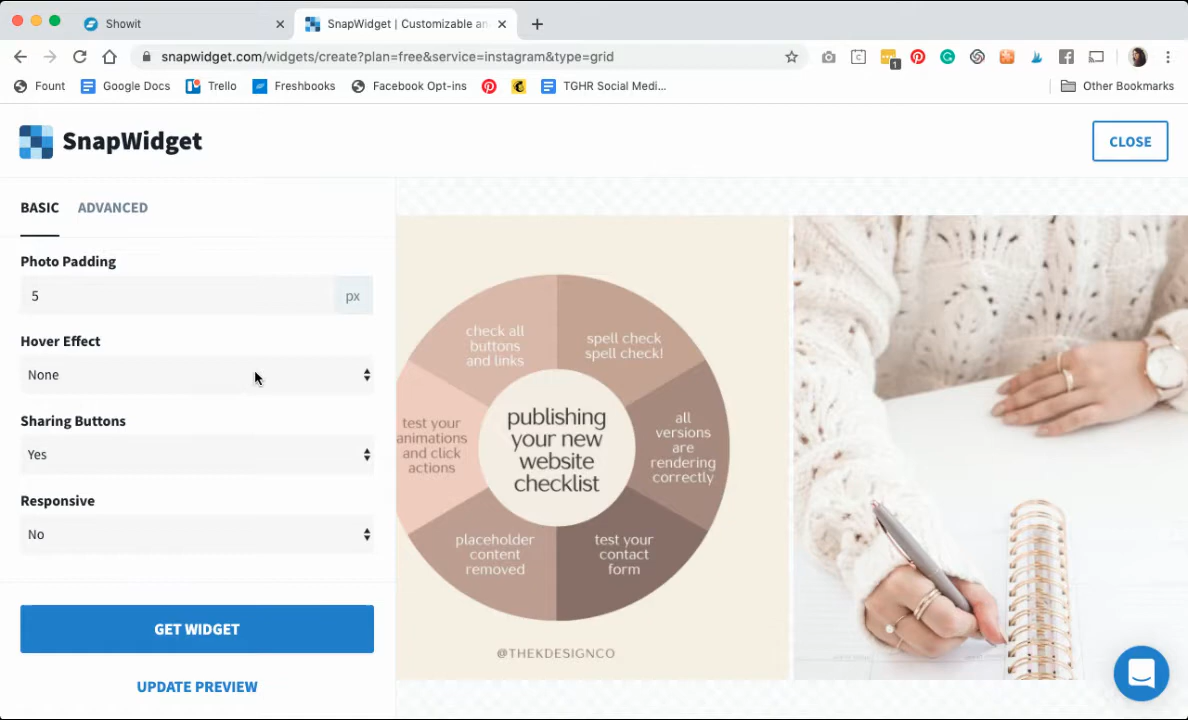 Showit
SnapWidget | Customizable an
snapwidget.com/widgets/create?plan=free&service=instagram&type=grid
1
Fount
Google Docs
Trello
Freshbooks
Facebook Opt-ins
TGHR Social Medi...
Other Bookmarks
SnapWidget
CLOSE
BASIC
ADVANCED
Photo Padding
5
px
Hover Effect
None
Sharing Buttons
Yes
Responsive
No
GET WIDGET
UPDATE PREVIEW
check all
buttons
and links
spell check
spell check!
test your
animations
and click
actions
publishing
your new
website
checklist
all
versions
are
rendering
correctly
placeholder
content
removed
test your
contact
form
@THEKDESIGNCO